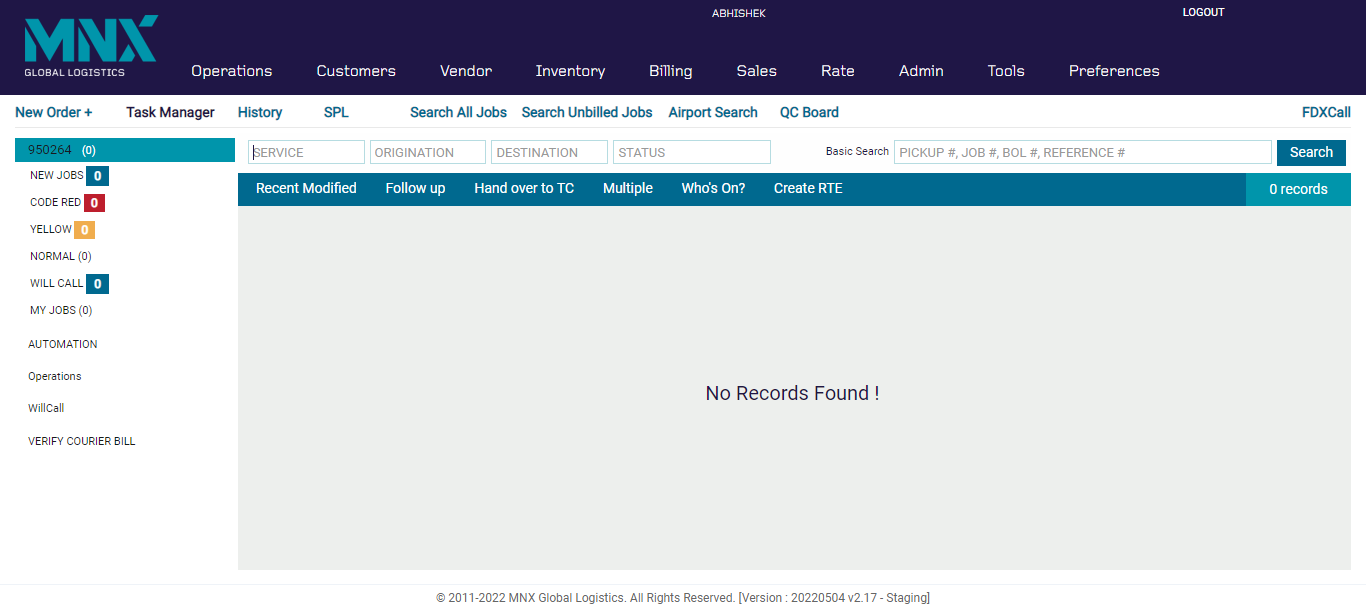 ABHISHEK
LOGOUT
MNX
GLOBAL LOGISTICS
Operations Customers Vendor Inventory Billing Sales Rate Admin Tools Preferences
New Order + Task Manager History SPL Search All Jobs Search Unbilled Jobs Airport Search QC Board FDXCall
950264 (0)
SERVICE ORIGINATION DESTINATION STATUS Basic Search PICKUP #, JOB #, BOL #, REFERENCE # Search
NEW JOBS 0
CODE RED 0
YELLOW 0
NORMAL (0)
WILL CALL 0
MY JOBS (0)
AUTOMATION
Operations
WillCall
VERIFY COURIER BILL
Recent Modified Follow up Hand over to TC Multiple Who's On? Create RTE 0 records
No Records Found !
© 2011-2022 MNX Global Logistics. All Rights Reserved. [Version : 20220504 v2.17 - Staging]